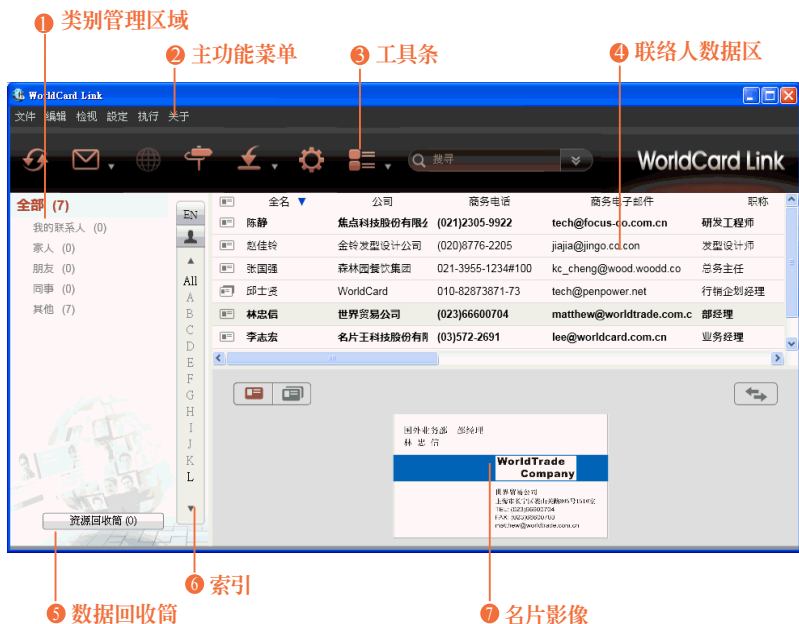 ❶ 类别管理区域
❷ 主功能菜单
❸ 工具条
❹ 联络人数据区
WorldCard Link
文件 编辑 检视 設定 执行 关于
搜寻
WorldCard Link
全部 (7)
我的联系人 (0)
家人 (0)
朋友 (0)
同事 (0)
其他 (7)
资源回收筒 (0)
EN
All
A
B
C
D
E
F
G
H
I
J
K
L
全名 公司 商务电话 商务电子邮件 职称
陈静 焦点科技股份有限公 (021)2305-9922 tech@focus-co.com.cn 研发工程师
赵佳铃 金铃发型设计公司 (020)8776-2205 jiajia@jingo.co.con 发型设计师
张国强 森林园餐饮集团 021-3955-1234#100 kc_cheng@wood.woodd.co 总务主任
邱士贤 WorldCard 010-82873871-73 tech@penpower.net 行销企划经理
林忠信 世界贸易公司 (023)66600704 matthew@worldtrade.com.c 部经理
李志宏 名片王科技股份有限 (03)572-2691 lee@worldcard.com.cn 业务经理
国外业务部 部经理
林 忠 信
WorldTrade
Company
世界贸易公司
TEL: (023)66600704
FAX: (023)66600703
matthew@worldtrade.com.cn
❺ 数据回收筒
❻ 索引
❼ 名片影像